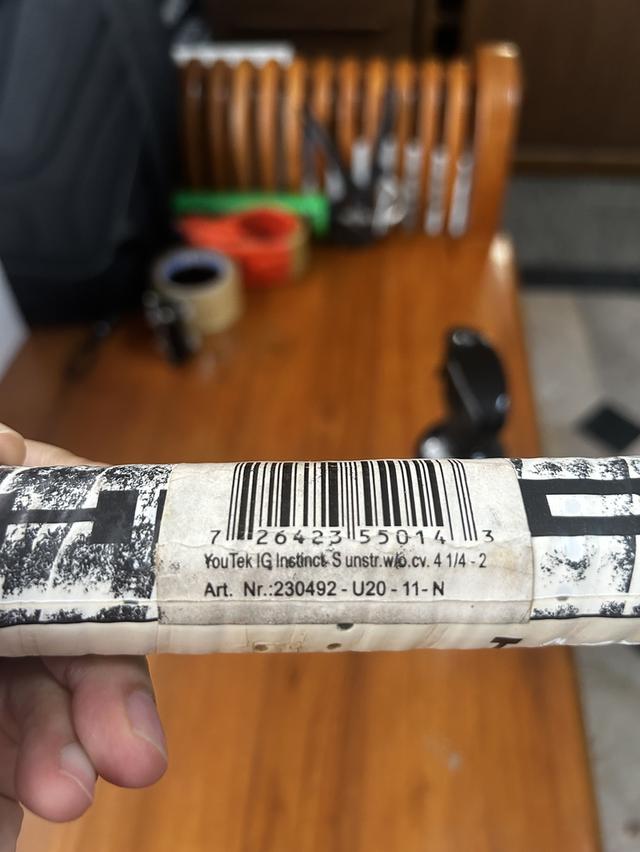 7 26423 55014 3
YouTek IG Instinct S unstr.w/o.cv. 4 1/4 - 2
Art. Nr.:230492 - U20 - 11- N